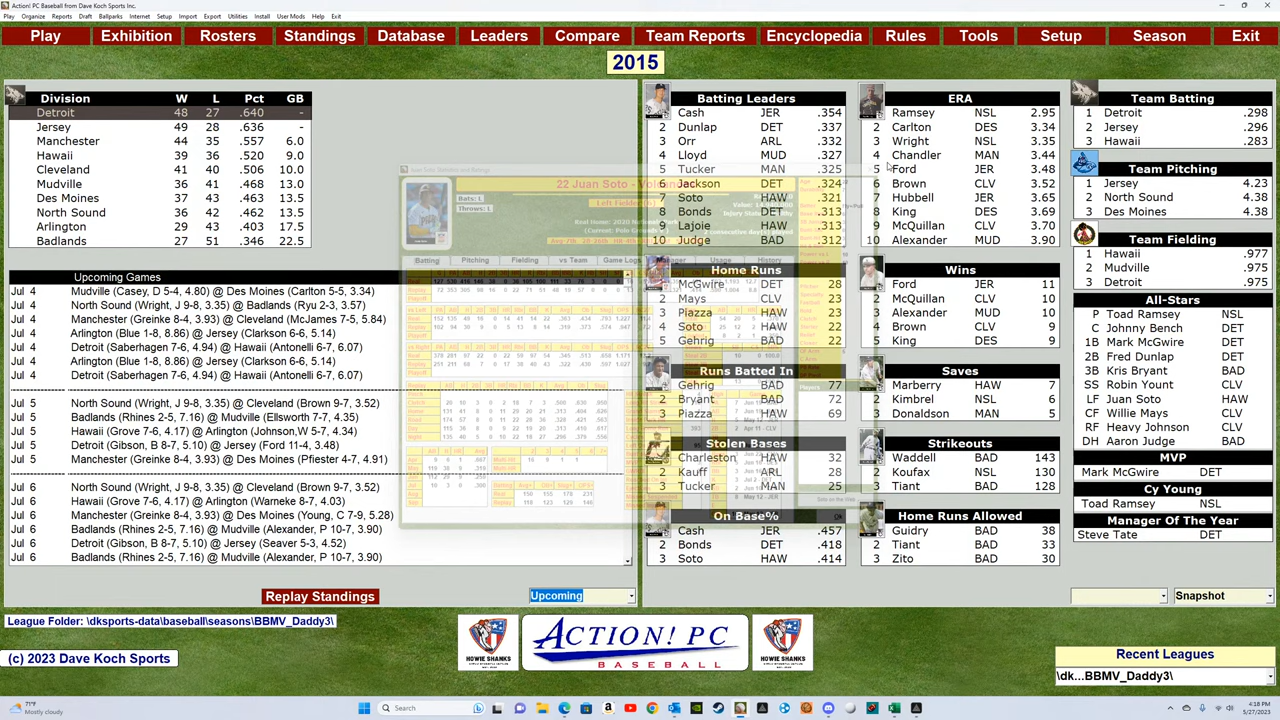 Action! PC Baseball from Dave Koch Sports Inc.
Play Organize Reports Draft Ballparks Internet Setup Import Export Utilities Install User Mods Help Exit
Play Exhibition Rosters Standings Database Leaders Compare Team Reports Encyclopedia Rules Tools Setup Season Exit
2015
Division W L Pct GB
Detroit 48 27 .640 -
Jersey 49 28 .636 -
Manchester 44 35 .557 6.0
Hawaii 39 36 .520 9.0
Cleveland 41 40 .506 10.0
Mudville 36 41 .468 13.0
Des Moines 37 43 .463 13.5
North Sound 36 42 .462 13.5
Arlington 29 43 .403 17.5
Badlands 27 51 .346 22.5
Upcoming Games
Jul 4 Mudville (Casey, D 5-4, 4.80) @ Des Moines (Carlton 5-5, 3.34)
Jul 4 North Sound (Wright, J 9-8, 3.35) @ Badlands (Ryu 2-3, 3.57)
Jul 4 Manchester (Greinke 8-4, 3.93) @ Cleveland (McJames 7-5, 5.84)
Jul 4 Arlington (Blue 1-8, 8.86) @ Jersey (Clarkson 6-6, 5.14)
Jul 4 Detroit (Saberhagen 7-6, 4.94) @ Hawaii (Antonelli 6-7, 6.07)
Jul 4 Arlington (Blue 1-8, 8.86) @ Jersey (Clarkson 6-6, 5.14)
Jul 4 Detroit (Saberhagen 7-6, 4.94) @ Hawaii (Antonelli 6-7, 6.07)
Jul 5 North Sound (Wright, J 9-8, 3.35) @ Cleveland (Brown 9-7, 3.52)
Jul 5 Badlands (Rhines 2-5, 7.16) @ Mudville (Ellsworth 7-7, 4.35)
Jul 5 Hawaii (Grove 7-6, 4.17) @ Arlington (Johnson,W 5-7, 4.34)
Jul 5 Detroit (Gibson, B 8-7, 5.10) @ Jersey (Ford 11-4, 3.48)
Jul 5 Manchester (Greinke 8-4, 3.93) @ Des Moines (Pfiester 4-7, 4.91)
Jul 6 North Sound (Wright, J 9-8, 3.35) @ Cleveland (Brown 9-7, 3.52)
Jul 6 Hawaii (Grove 7-6, 4.17) @ Arlington (Warneke 8-7, 4.03)
Jul 6 Manchester (Greinke 8-4, 3.93) @ Des Moines (Young, C 7-9, 5.28)
Jul 6 Badlands (Rhines 2-5, 7.16) @ Mudville (Alexander, P 10-7, 3.90)
Jul 6 Detroit (Gibson, B 8-7, 5.10) @ Jersey (Seaver 5-3, 4.52)
Jul 6 Badlands (Rhines 2-5, 7.16) @ Mudville (Alexander, P 10-7, 3.90)
Replay Standings
Upcoming
22 Juan Soto -
Bats: L
Throws: L
Batting Pitching Fielding vs Team Game Logs Manager Usage History
Batting Leaders
Cash JER .354
2 Dunlap DET .337
3 Orr ARL .332
4 Lloyd MUD .327
5 Tucker MAN .325
6 Jackson DET .324
7 Soto HAW .321
8 Bonds DET .313
9 Lajoie HAW .313
10 Judge BAD .312
Home Runs
McGwire DET 28
2 Mays CLV 23
3 Piazza HAW 23
4 Soto HAW 22
5 Gehrig BAD 22
Runs Batted In
Gehrig BAD 77
2 Bryant BAD 72
3 Piazza HAW 69
Stolen Bases
Charleston HAW 32
2 Kauff ARL 28
3 Tucker MAN 25
On Base%
Cash JER .457
2 Bonds DET .418
3 Soto HAW .414
ERA
Ramsey NSL 2.95
2 Carlton DES 3.34
3 Wright NSL 3.35
4 Chandler MAN 3.44
5 Ford JER 3.48
6 Brown CLV 3.52
7 Hubbell JER 3.65
8 King DES 3.69
9 McQuillan CLV 3.70
10 Alexander MUD 3.90
Wins
Ford JER 11
2 McQuillan CLV 10
3 Alexander MUD 10
4 Brown CLV 9
5 King DES 9
Saves
Marberry HAW 7
2 Kimbrel NSL 6
3 Donaldson MAN 5
Strikeouts
Waddell BAD 143
2 Koufax NSL 130
3 Tiant BAD 128
Home Runs Allowed
Guidry BAD 38
2 Tiant BAD 33
3 Zito BAD 30
Team Batting
1 Detroit .298
2 Jersey .296
3 Hawaii .283
Team Pitching
1 Jersey 4.23
2 North Sound 4.38
3 Des Moines 4.38
Team Fielding
1 Hawaii .977
2 Mudville .975
3 Detroit .975
All-Stars
P Toad Ramsey NSL
C Johnny Bench DET
1B Mark McGwire DET
2B Fred Dunlap DET
3B Kris Bryant BAD
SS Robin Yount CLV
LF Juan Soto HAW
CF Willie Mays CLV
RF Heavy Johnson CLV
DH Aaron Judge BAD
MVP
Mark McGwire DET
Cy Young
Toad Ramsey NSL
Manager Of The Year
Steve Tate DET
Snapshot
League Folder: \dksports-data\baseball\seasons\BBMV_Daddy3\
(c) 2023 Dave Koch Sports
HOWIE SHANKS
ACTION! PC
BASEBALL
HOWIE SHANKS
Recent Leagues
\dk...BBMV_Daddy3\
71°F
Mostly cloudy
Search
4:18 PM
5/27/2023